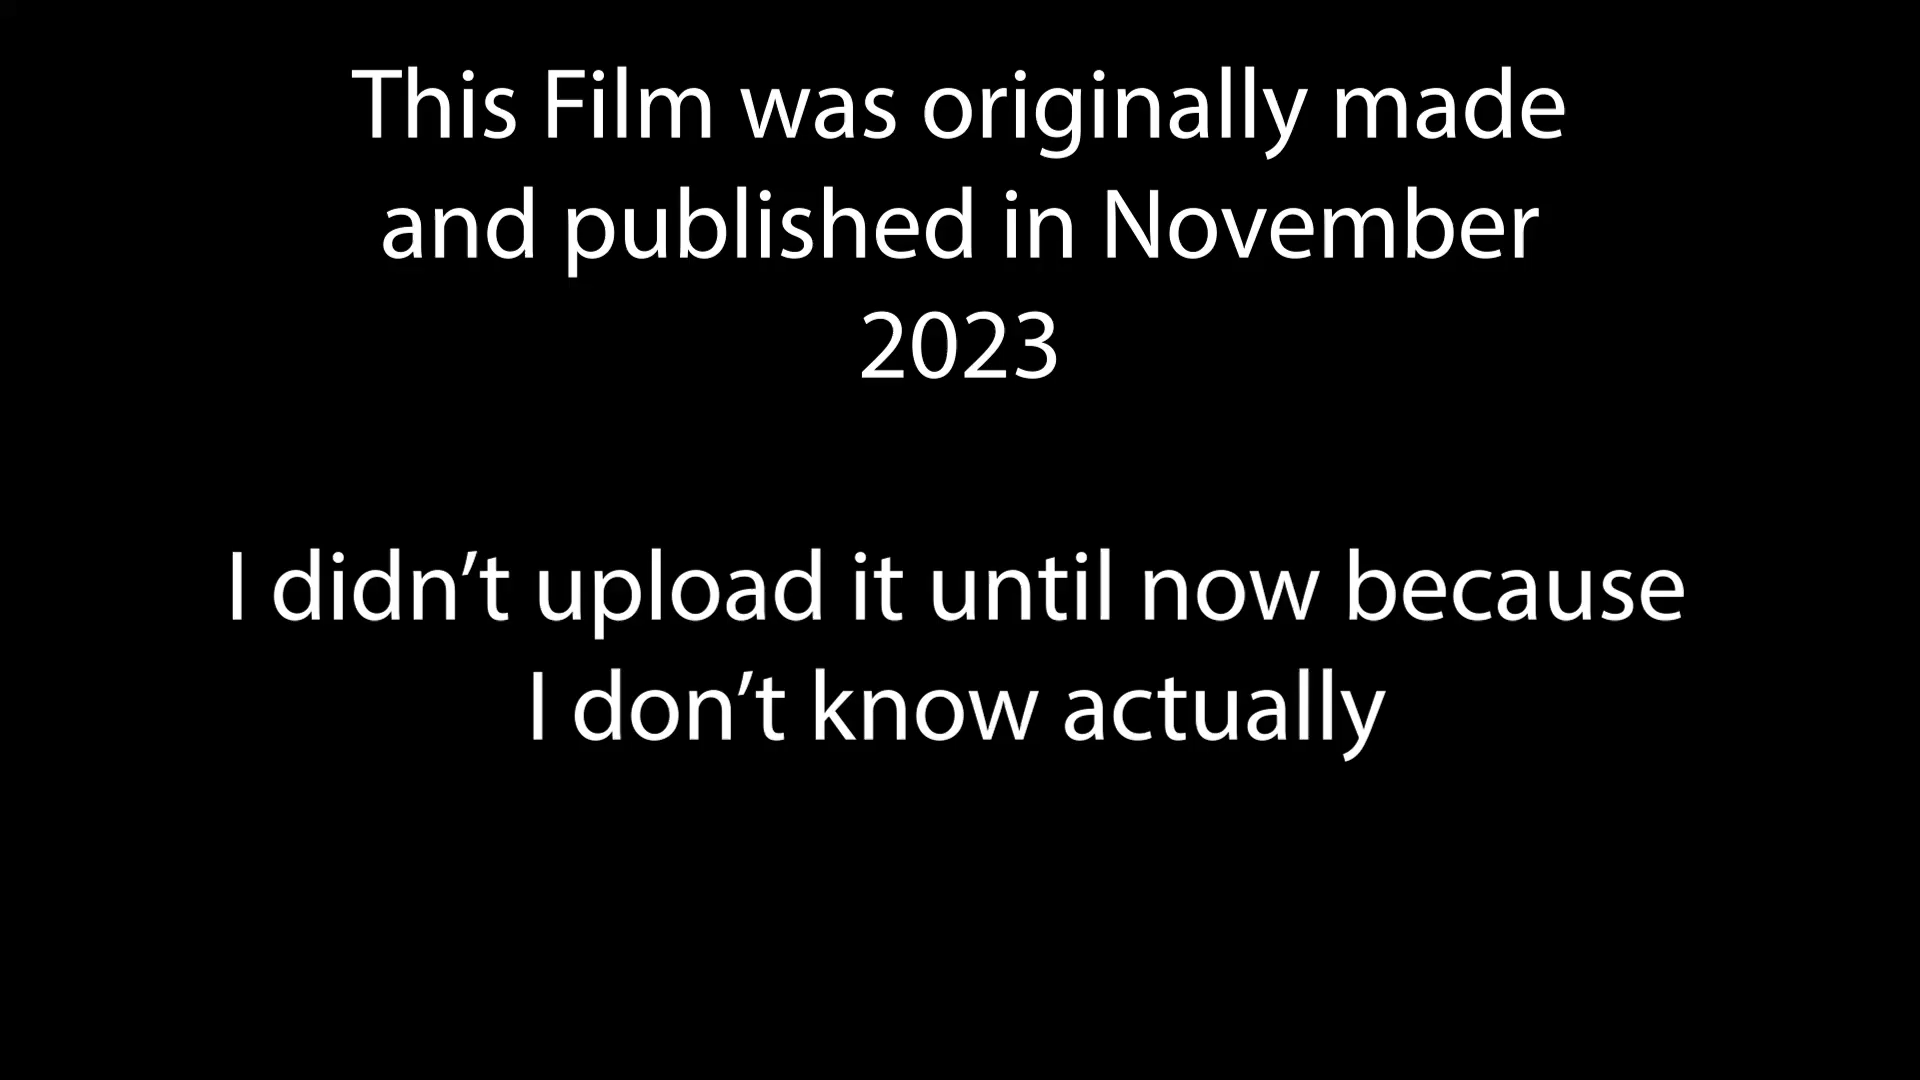 This Film was originally made
and published in November
2023
I didn’t upload it until now because
I don’t know actually